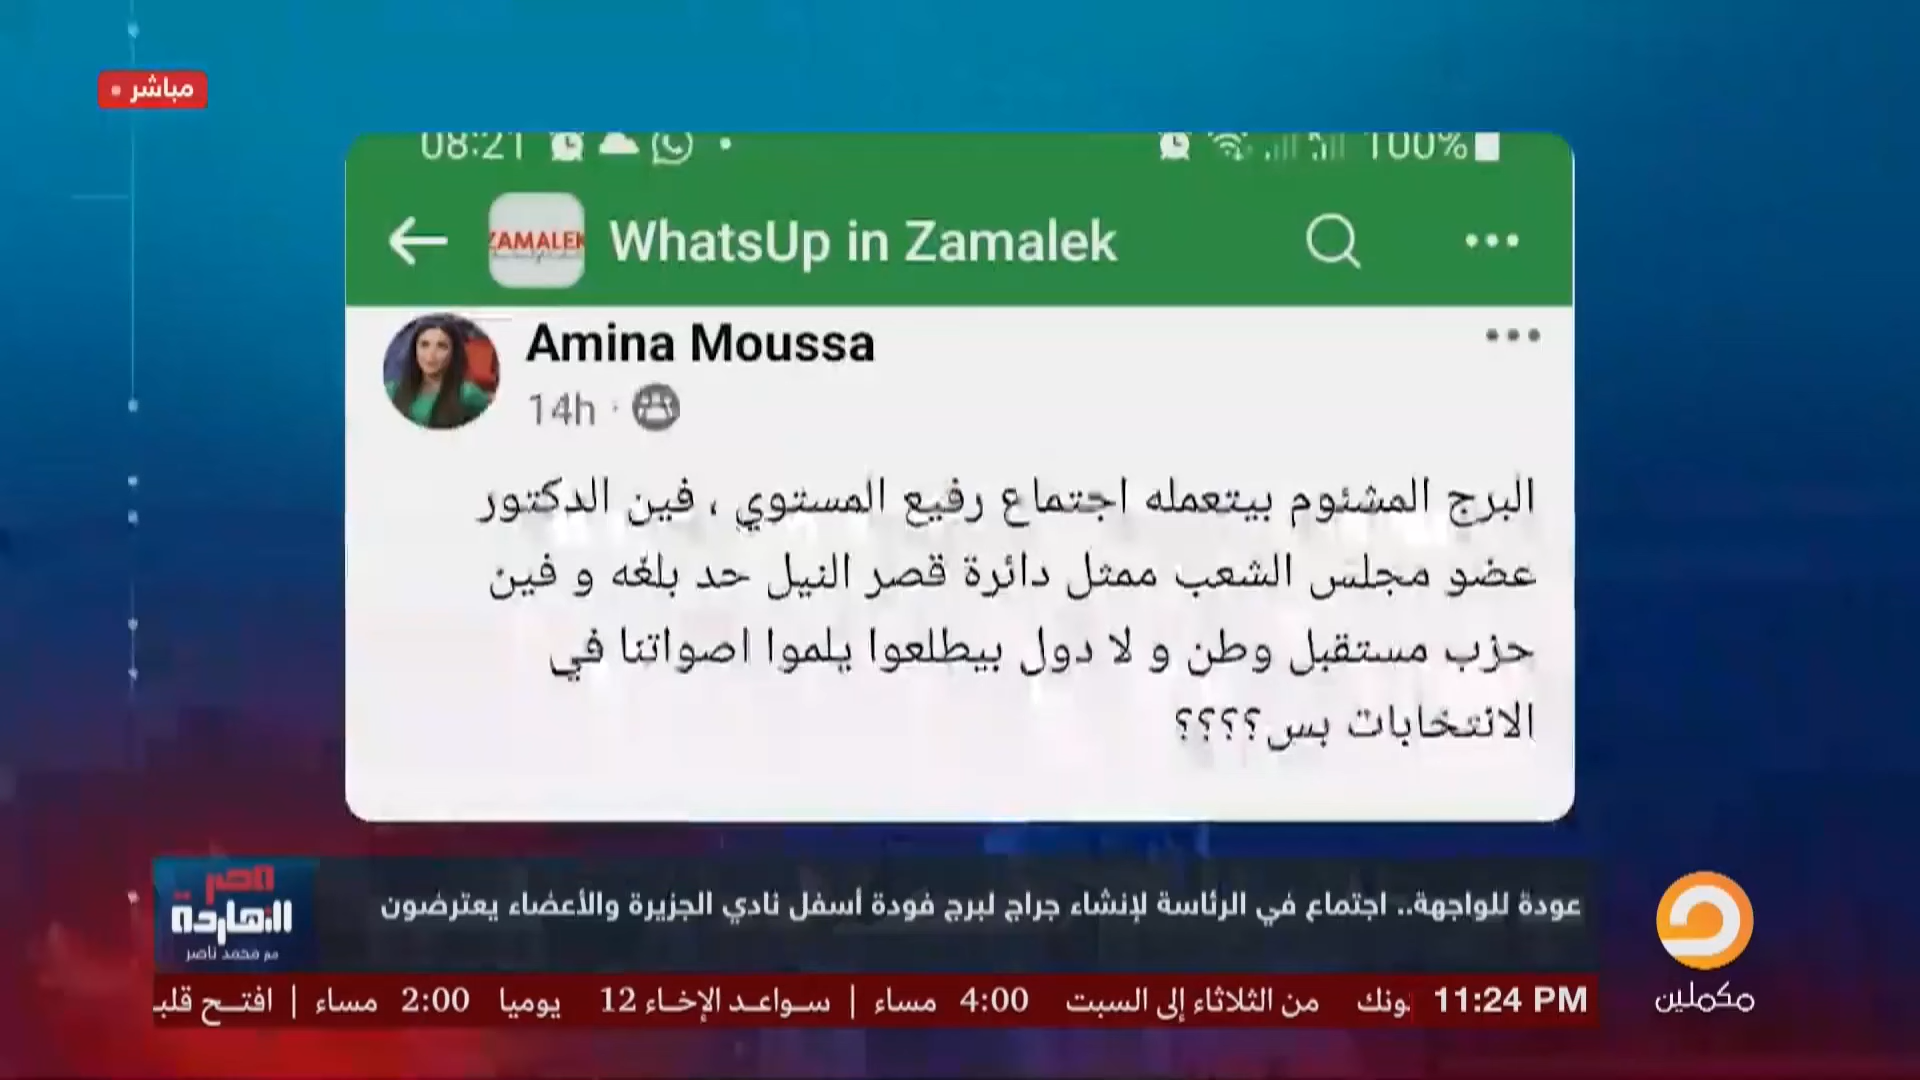 مباشر
08:21
100%
ZAMALEK
WhatsUp in Zamalek
Amina Moussa
14h
البرج المشئوم بيتعمله اجتماع رفيع المستوي ، فين الدكتور
عضو مجلس الشعب ممثل دائرة قصر النيل حد بلغه و فين
حزب مستقبل وطن و لا دول بيطلعوا يلموا اصواتنا في
الانتخابات بس؟؟؟؟
مصر
النهاردة
مع محمد ناصر
عودة للواجهة.. اجتماع في الرئاسة لإنشاء جراج لبرج فودة أسفل نادي الجزيرة والأعضاء يعترضون
11:24 PM
من الثلاثاء إلى السبت 4:00 مساء | سواعد الإخاء 12 يوميا 2:00 مساء | افتح
مكملين